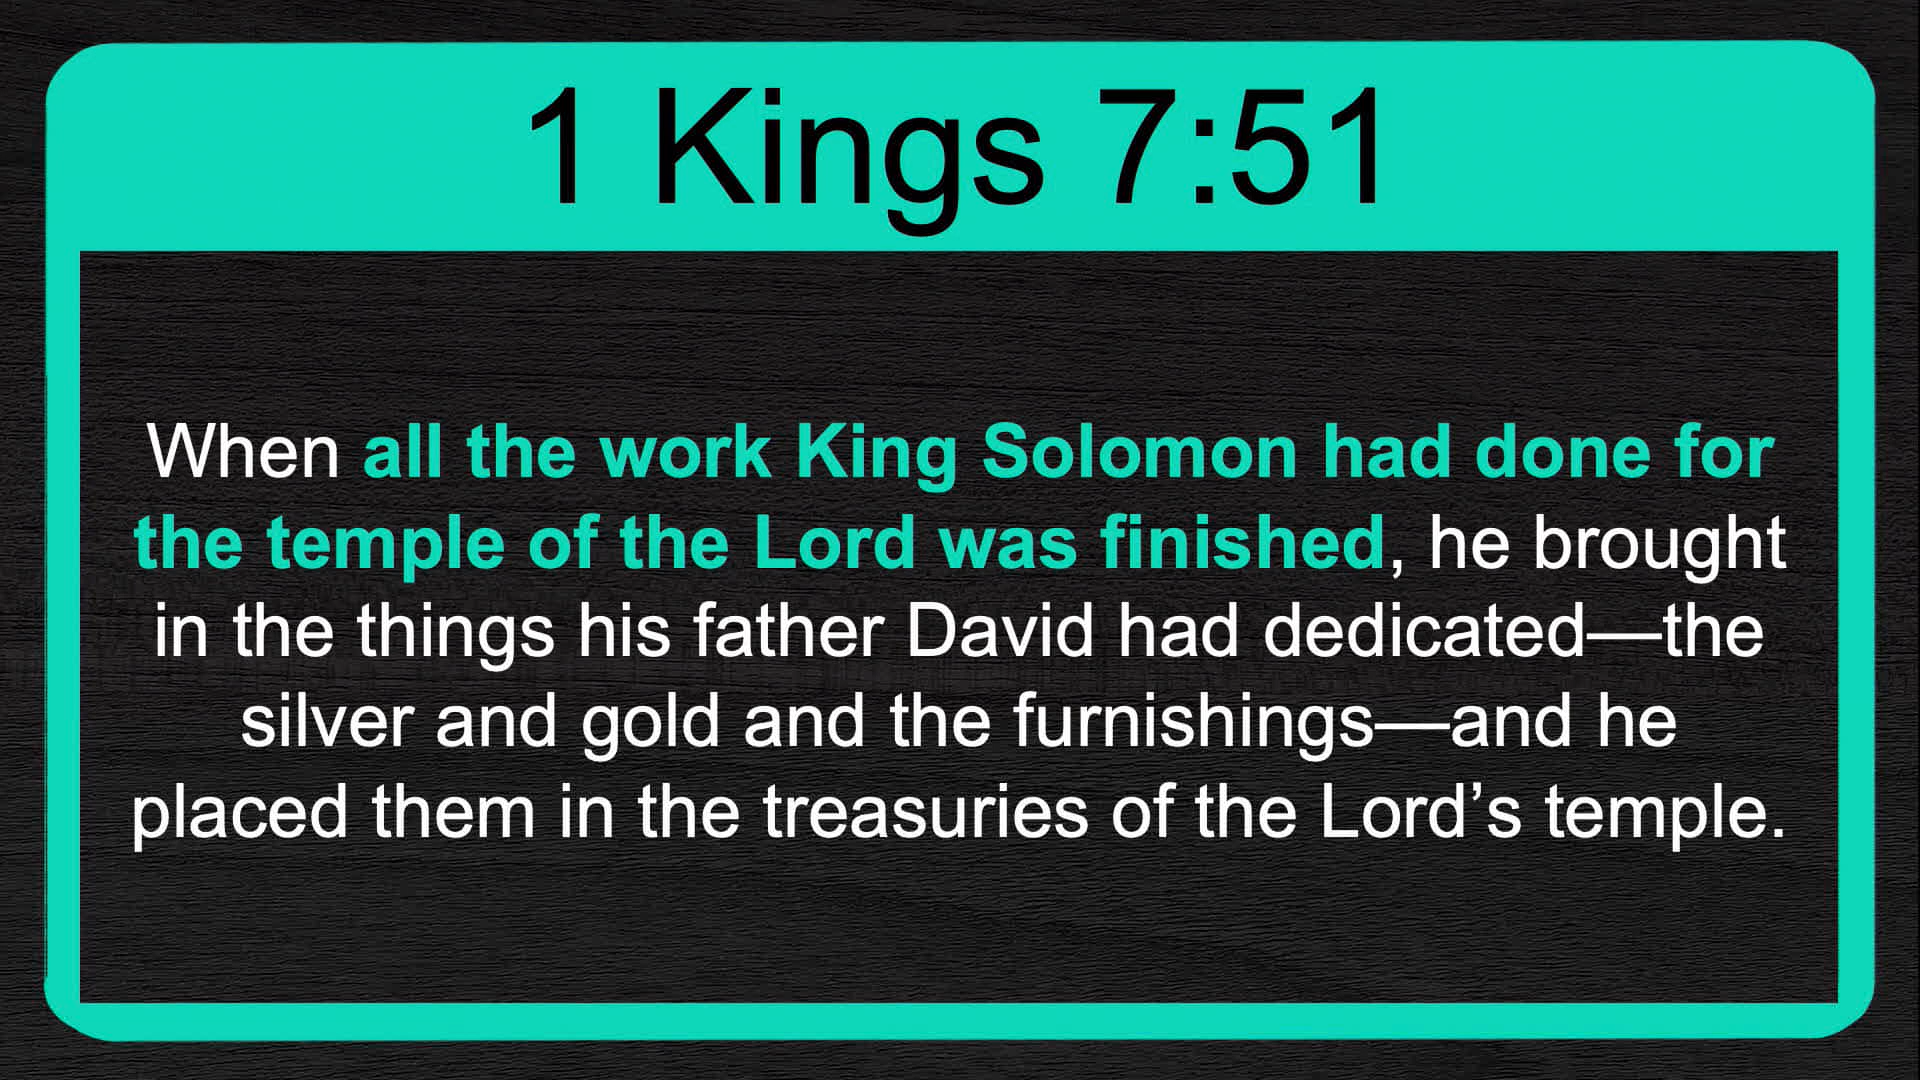 1 Kings 7:51
When all the work King Solomon had done for
the temple of the Lord was finished, he brought
in the things his father David had dedicated—the
silver and gold and the furnishings—and he
placed them in the treasuries of the Lord’s temple.